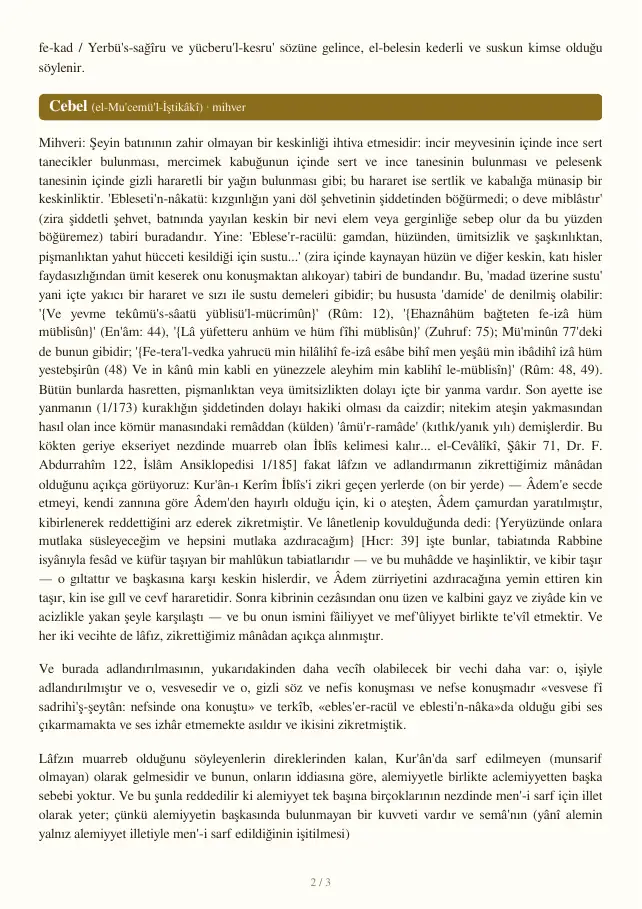 fe-kad / Yerbü's-sağîru ve yücberu'l-kesru' sözüne gelince, el-belesin kederli ve suskun kimse olduğu
söylenir.
Cebel (el-Mu'cemü'l-İştikâkî) · mihver
Mihveri: Şeyin batınının zahir olmayan bir keskinliği ihtiva etmesidir: incir meyvesinin içinde ince sert
tanecikler bulunması, mercimek kabuğunun içinde sert ve ince tanesinin bulunması ve pelesenk
tanesinin içinde gizli hararetli bir yağın bulunması gibi; bu hararet ise sertlik ve kabalığa münasip bir
keskinliktir. 'Ebleseti'n-nâkatü: kızgınlığın yani döl şehvetinin şiddetinden böğürmedi; o deve miblâstır'
(zira şiddetli şehvet, batnında yayılan keskin bir nevi elem veya gerginliğe sebep olur da bu yüzden
böğüremez) tabiri buradandır. Yine: 'Eblese'r-racülü: gamdan, hüzünden, ümitsizlik ve şaşkınlıktan,
pişmanlıktan yahut hücceti kesildiği için sustu...' (zira içinde kaynayan hüzün ve diğer keskin, katı hisler
faydasızlığından ümit keserek onu konuşmaktan alıkoyar) tabiri de bundandır. Bu, 'madad üzerine sustu'
yani içte yakıcı bir hararet ve sızı ile sustu demeleri gibidir; bu hususta 'damide' de denilmiş olabilir:
'{Ve yevme tekûmü's-sâatü yüblisü'l-mücrimûn}' (Rûm: 12), '{Ehaznâhüm bağteten fe-izâ hüm
müblisûn}' (En'âm: 44), '{Lâ yüfetteru anhüm ve hüm fîhi müblisûn}' (Zuhruf: 75); Mü'minûn 77'deki
de bunun gibidir; '{Fe-tera'l-vedka yahrucü min hilâlihî fe-izâ esâbe bihî men yeşâü min ibâdihî izâ hüm
yestebşirûn (48) Ve in kânû min kabli en yünezzele aleyhim min kablihî le-müblisîn}' (Rûm: 48, 49).
Bütün bunlarda hasretten, pişmanlıktan veya ümitsizlikten dolayı içte bir yanma vardır. Son ayette ise
yanmanın (1/173) kuraklığın şiddetinden dolayı hakiki olması da caizdir; nitekim ateşin yakmasından
hasıl olan ince kömür manasındaki remâddan (külden) 'âmü'r-ramâde' (kıtlık/yanık yılı) demişlerdir. Bu
kökten geriye ekseriyet nezdinde muarreb olan İblîs kelimesi kalır... el-Cevâlîkî, Şâkir 71, Dr. F.
Abdurrahîm 122, İslâm Ansiklopedisi 1/185] fakat lâfzın ve adlandırmanın zikrettiğimiz mânâdan
olduğunu açıkça görüyoruz: Kur'ân-ı Kerîm İblîs'i zikri geçen yerlerde (on bir yerde) — Âdem'e secde
etmeyi, kendi zannına göre Âdem'den hayırlı olduğu için, ki o ateşten, Âdem çamurdan yaratılmıştır,
kibirlenerek reddettiğini arz ederek zikretmiştir. Ve lânetlenip kovulduğunda dedi: {Yeryüzünde onlara
mutlaka süsleyeceğim ve hepsini mutlaka azdıracağım} [Hıcr: 39] işte bunlar, tabiatında Rabbine
isyânıyla fesâd ve küfür taşıyan bir mahlûkun tabiatlarıdır — ve bu muhâdde ve haşinliktir, ve kibir taşır
— o gıltattır ve başkasına karşı keskin hislerdir, ve Âdem zürriyetini azdıracağına yemin ettiren kin
taşır, kin ise gıll ve cevf hararetidir. Sonra kibrinin cezâsından onu üzen ve kalbini gayz ve ziyâde kin ve
acizlikle yakan şeyle karşılaştı — ve bu onun ismini fâiliyyet ve mef'ûliyyet birlikte te'vîl etmektir. Ve
her iki vecihte de lâfız, zikrettiğimiz mânâdan açıkça alınmıştır.
Ve burada adlandırılmasının, yukarıdakinden daha vecîh olabilecek bir vechi daha var: o, işiyle
adlandırılmıştır ve o, vesvesedir ve o, gizli söz ve nefis konuşması ve nefse konuşmadır «vesvese fî
sadrihi'ş-şeytân: nefsinde ona konuştu» ve terkîb, «ebles'er-racül ve eblesti'n-nâka»da olduğu gibi ses
çıkarmamakta ve ses izhâr etmemekte asıldır ve ikisini zikretmiştik.
Lâfzın muarreb olduğunu söyleyenlerin direklerinden kalan, Kur'ân'da sarf edilmeyen (munsarif
olmayan) olarak gelmesidir ve bunun, onların iddiasına göre, alemiyyetle birlikte aclemiyyetten başka
sebebi yoktur. Ve bu şunla reddedilir ki alemiyyet tek başına birçoklarının nezdinde men'-i sarf için illet
olarak yeter; çünkü alemiyyetin başkasında bulunmayan bir kuvveti vardır ve semâ'nın (yânî alemin
yalnız alemiyyet illetiyle men'-i sarf edildiğinin işitilmesi)
2 / 3